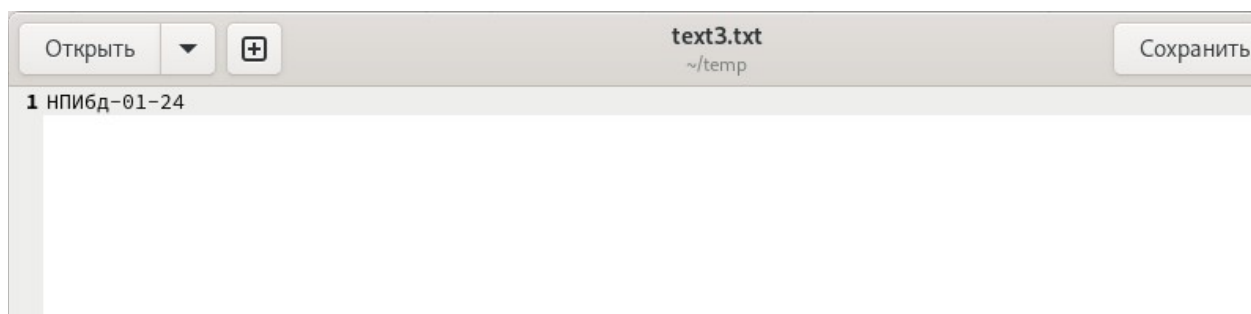 Открыть
text3.txt
~/temp
Сохранить
1 НПИбд-01-24